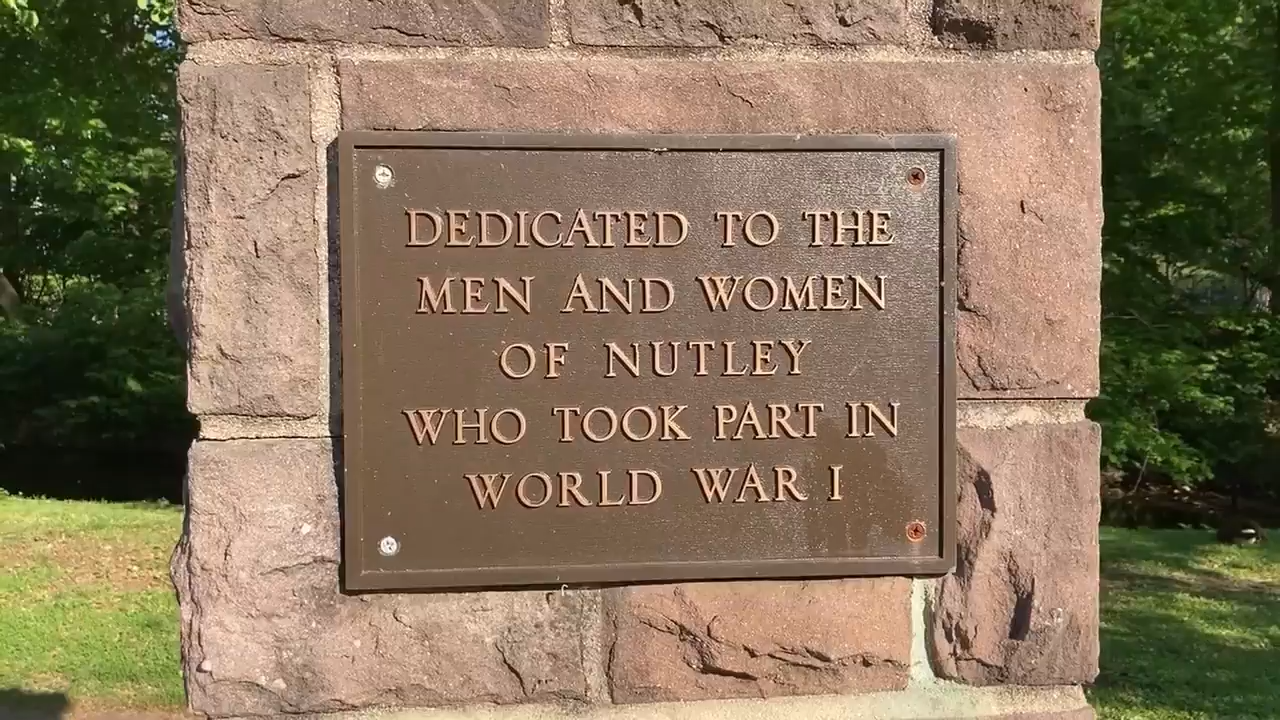 DEDICATED TO THE
MEN AND WOMEN
OF NUTLEY
WHO TOOK PART IN
WORLD WAR I